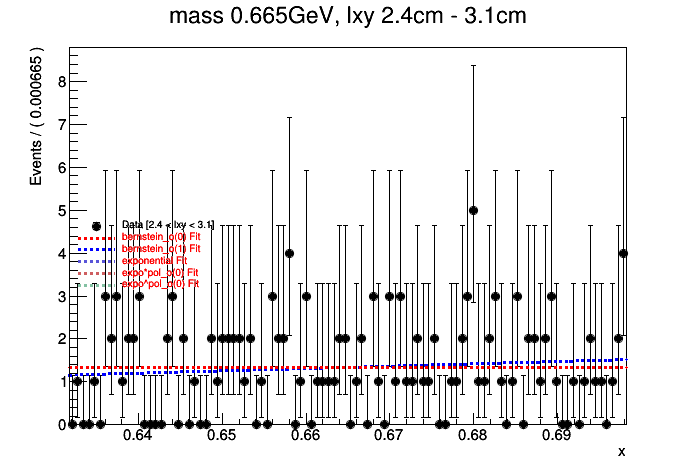 mass 0.665GeV, lxy 2.4cm - 3.1cm
Events / ( 0.000665 )
8
7
6
5
4
3
2
1
0
Data [2.4 < lxy < 3.1]
bernstein_o(0) Fit
bernstein_o(1) Fit
exponential Fit
expo*pol_o(0) Fit
expo*pol_o(0) Fit
0.64 0.65 0.66 0.67 0.68 0.69
x